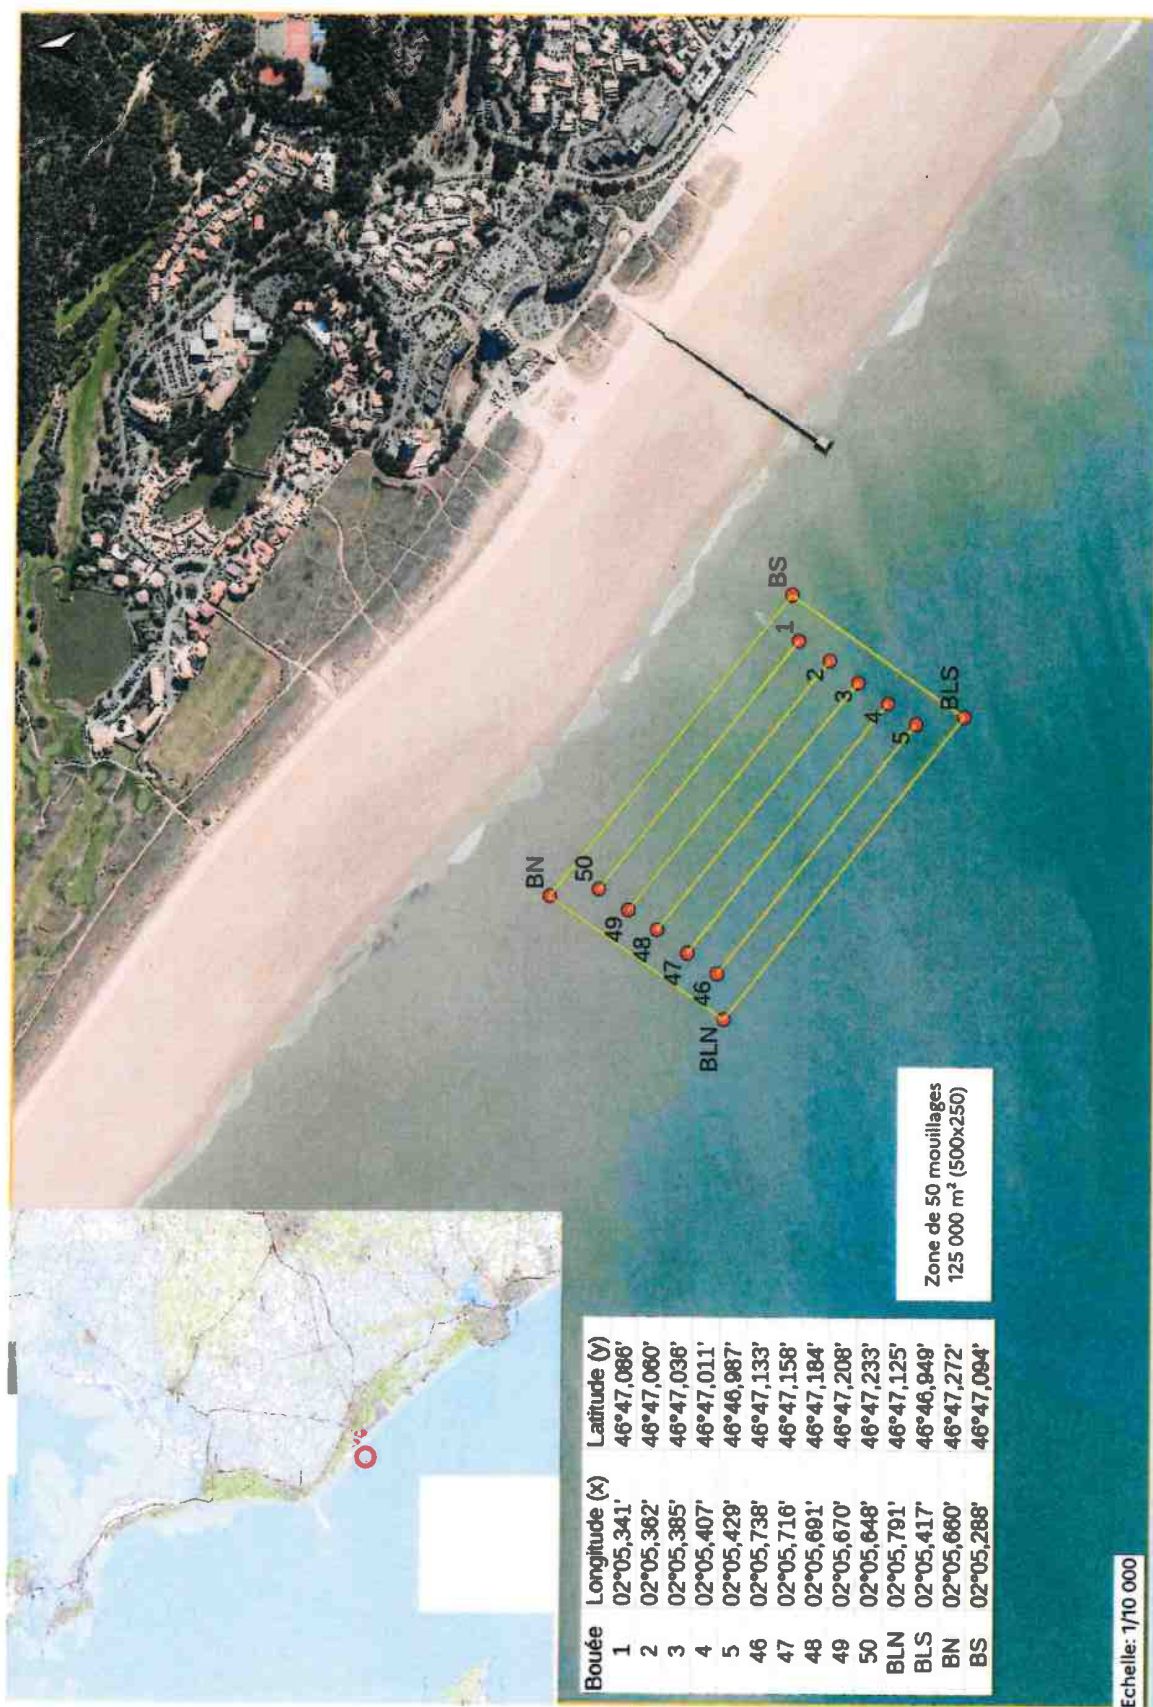 BS
1
2
3
4
5
BLS
BN
50
49
48
47
46
BLN
Zone de 50 mouillages
125 000 m² (500x250)
Bouée Longitude (x) Latitude (y)
1 02°05,341' 46°47,086'
2 02°05,362' 46°47,060'
3 02°05,385' 46°47,036'
4 02°05,407' 46°47,011'
5 02°05,429' 46°46,987'
46 02°05,738' 46°47,133'
47 02°05,716' 46°47,158'
48 02°05,691' 46°47,184'
49 02°05,670' 46°47,208'
50 02°05,648' 46°47,233'
BLN 02°05,791' 46°47,125'
BLS 02°05,417' 46°46,949'
BN 02°05,660' 46°47,272'
BS 02°05,288' 46°47,094'
Echelle: 1/10 000